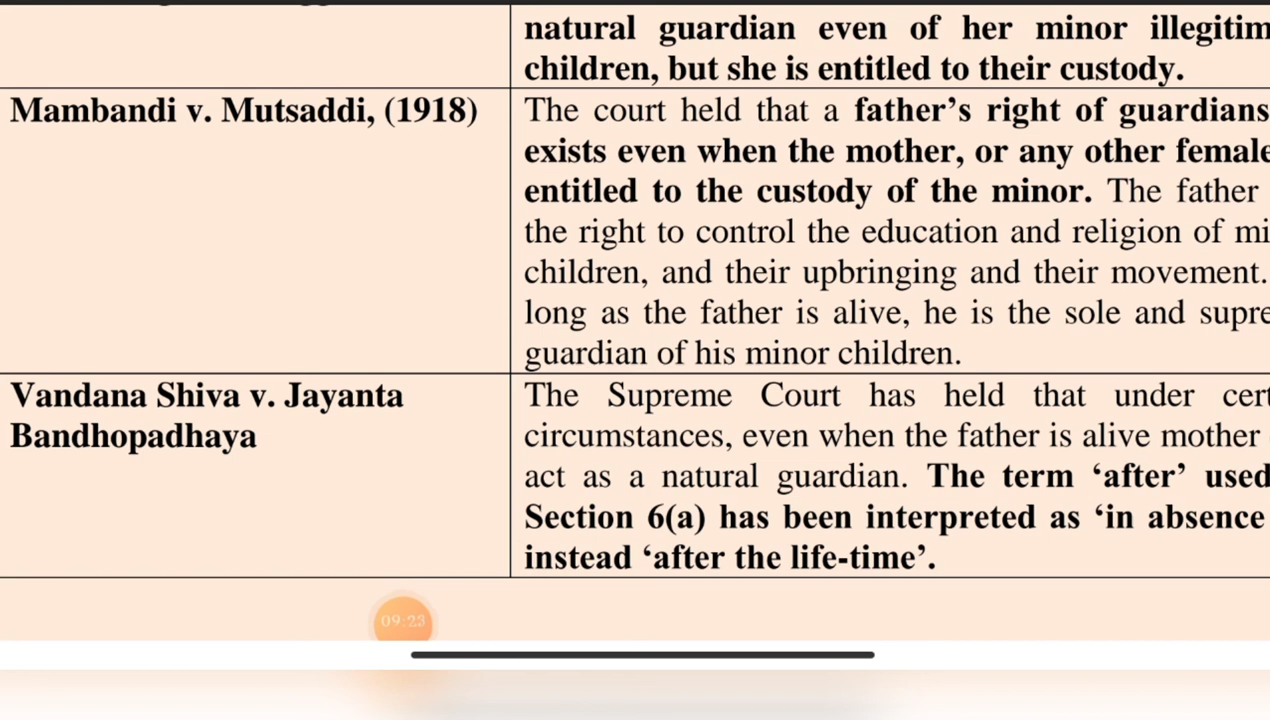 natural guardian even of her minor illegitim
children, but she is entitled to their custody.
Mambandi v. Mutsaddi, (1918)
The court held that a father’s right of guardians
exists even when the mother, or any other female
entitled to the custody of the minor. The father
the right to control the education and religion of mi
children, and their upbringing and their movement.
long as the father is alive, he is the sole and supre
guardian of his minor children.
Vandana Shiva v. Jayanta
Bandhopadhaya
The Supreme Court has held that under cert
circumstances, even when the father is alive mother
act as a natural guardian. The term ‘after’ used
Section 6(a) has been interpreted as ‘in absence
instead ‘after the life-time’.
09:23